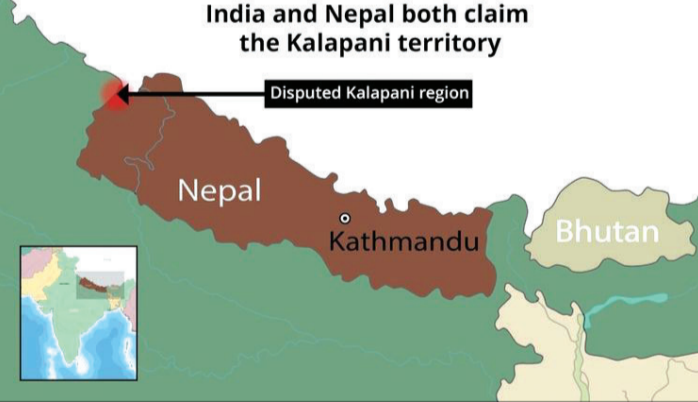 India and Nepal both claim
the Kalapani territory
Disputed Kalapani region
Nepal
Kathmandu
Bhutan